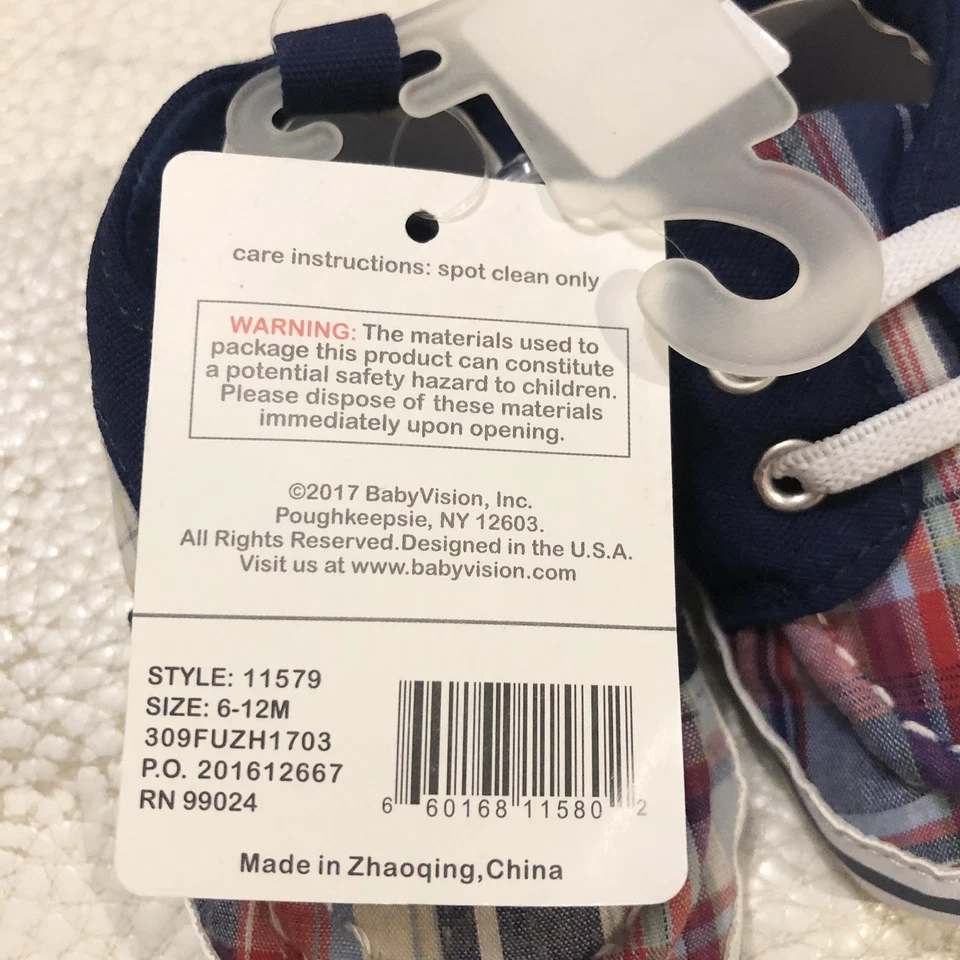 care instructions: spot clean only
WARNING: The materials used to
package this product can constitute
a potential safety hazard to children.
Please dispose of these materials
immediately upon opening.
©2017 BabyVision, Inc.
Poughkeepsie, NY 12603.
All Rights Reserved.Designed in the U.S.A.
Visit us at www.babyvision.com
STYLE: 11579
SIZE: 6-12M
309FUZH1703
P.O. 201612667
RN 99024
6 60168 11580 2
Made in Zhaoqing,China